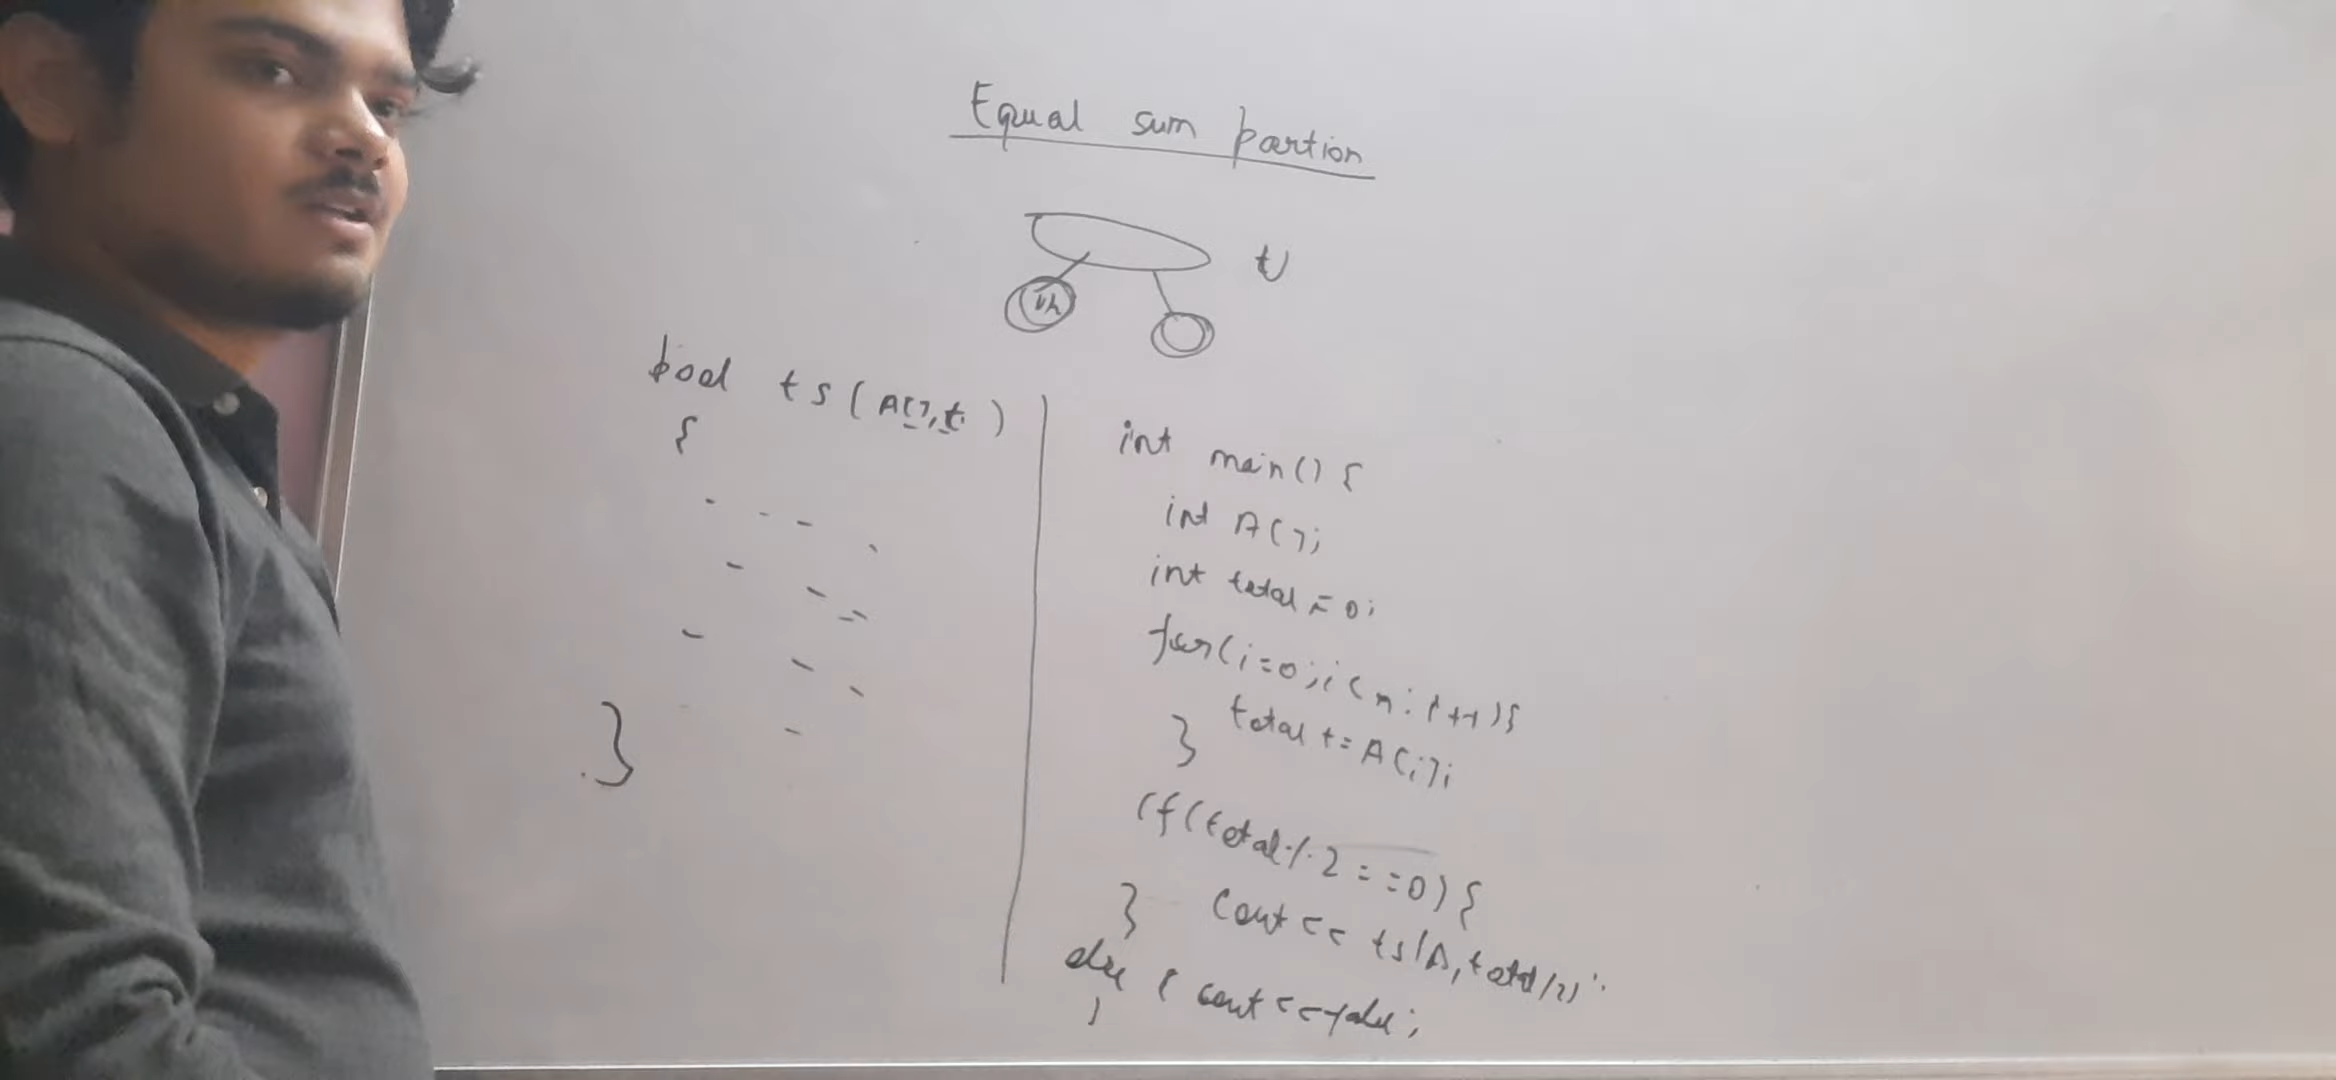 Equal sum partion
t
t/2
bool ts(A[], t)
{
}
int main() {
int A[];
int total = 0;
for(i=0; i<n; i++){
total += A[i];
}
if(total % 2 == 0) {
cout << ts(A, total/2);
}
else { cout << false;
}